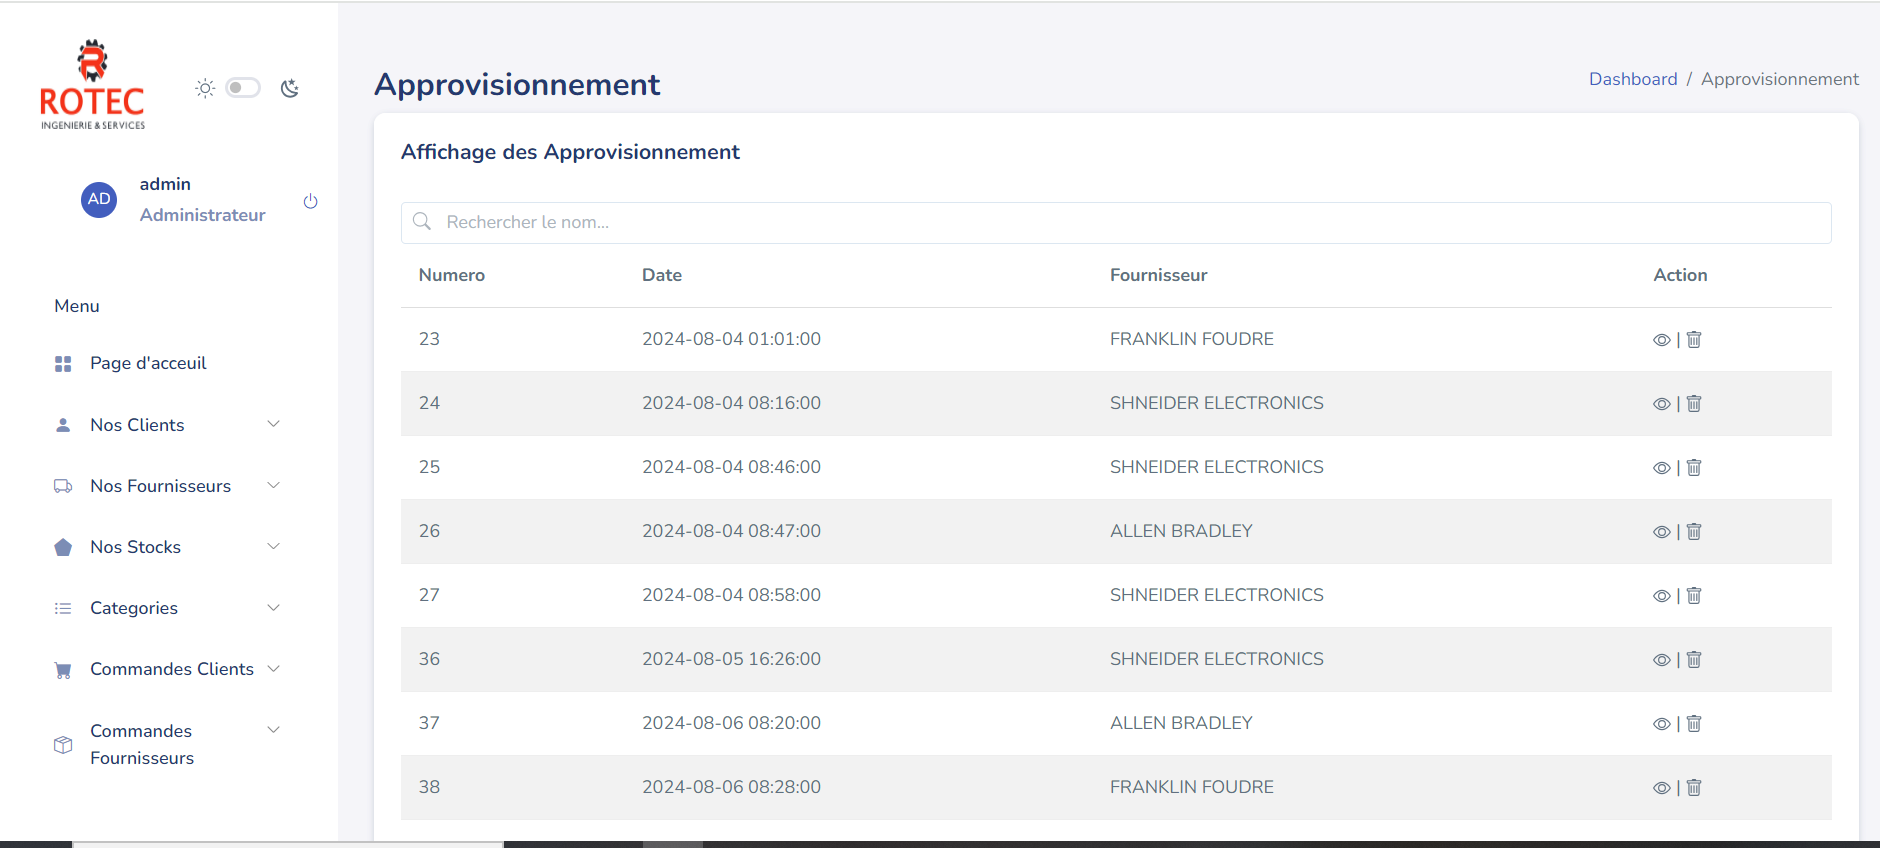 R
ROTEC
INGENIERIE & SERVICES
AD
admin
Administrateur
Menu
Page d'acceuil
Nos Clients
Nos Fournisseurs
Nos Stocks
Categories
Commandes Clients
Commandes
Fournisseurs
Approvisionnement
Dashboard / Approvisionnement
Affichage des Approvisionnement
Rechercher le nom...
Numero Date Fournisseur Action
23 2024-08-04 01:01:00 FRANKLIN FOUDRE |
24 2024-08-04 08:16:00 SHNEIDER ELECTRONICS |
25 2024-08-04 08:46:00 SHNEIDER ELECTRONICS |
26 2024-08-04 08:47:00 ALLEN BRADLEY |
27 2024-08-04 08:58:00 SHNEIDER ELECTRONICS |
36 2024-08-05 16:26:00 SHNEIDER ELECTRONICS |
37 2024-08-06 08:20:00 ALLEN BRADLEY |
38 2024-08-06 08:28:00 FRANKLIN FOUDRE |